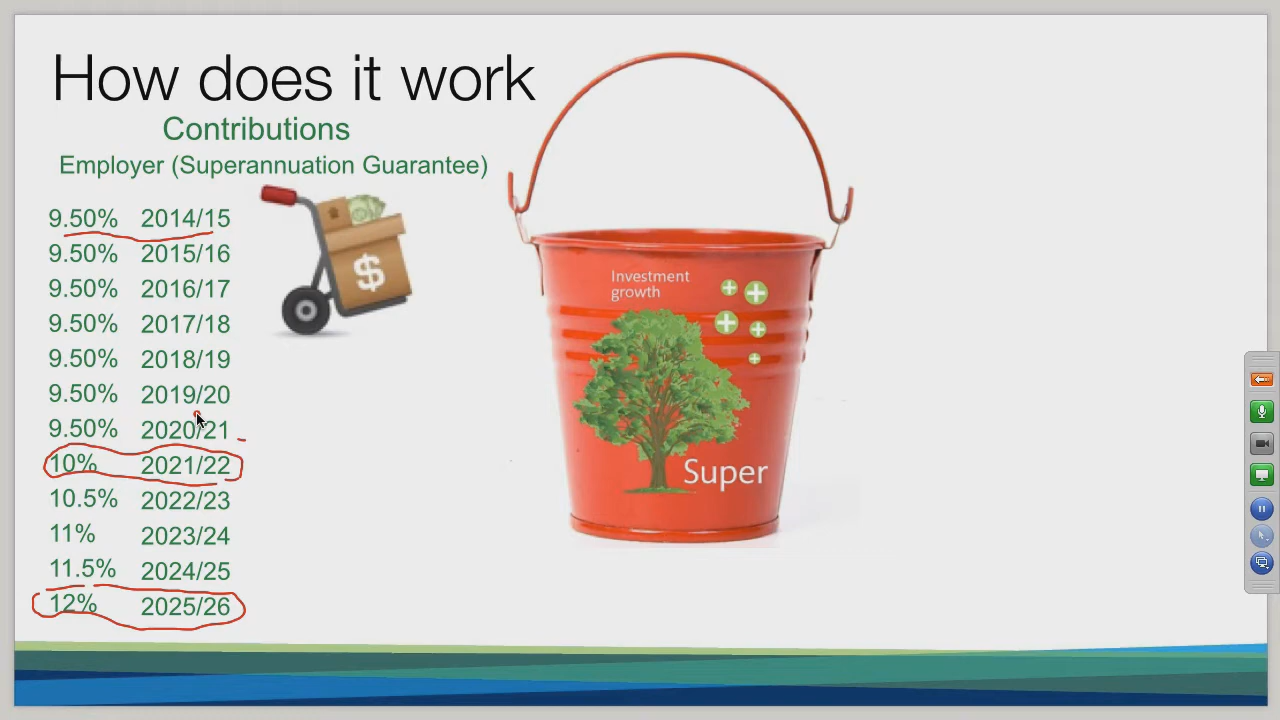 How does it work
Contributions
Employer (Superannuation Guarantee)
9.50% 2014/15
9.50% 2015/16
9.50% 2016/17
9.50% 2017/18
9.50% 2018/19
9.50% 2019/20
9.50% 2020/21
10% 2021/22
10.5% 2022/23
11% 2023/24
11.5% 2024/25
12% 2025/26
$
Investment
growth
Super